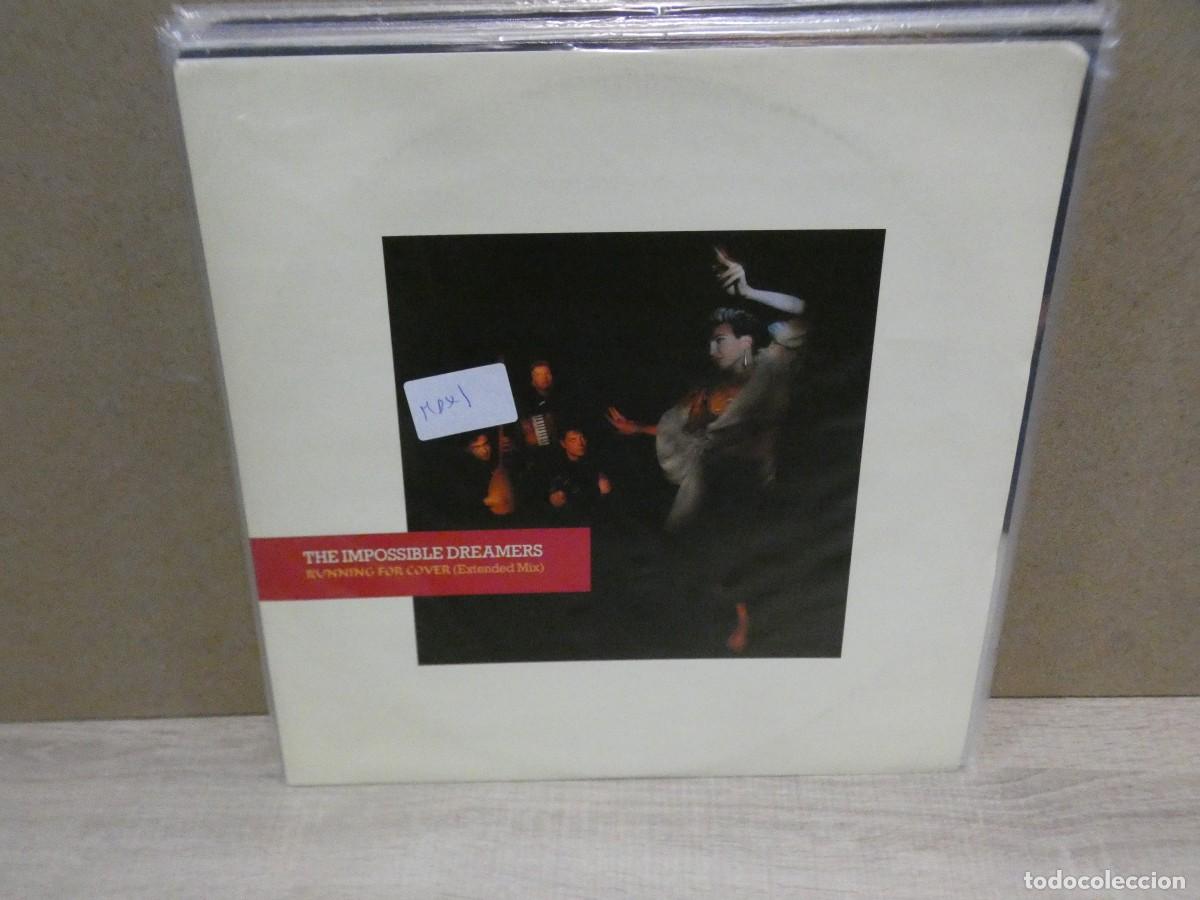 Maxi
THE IMPOSSIBLE DREAMERS
RUNNING FOR COVER (Extended Mix)
todocoleccion